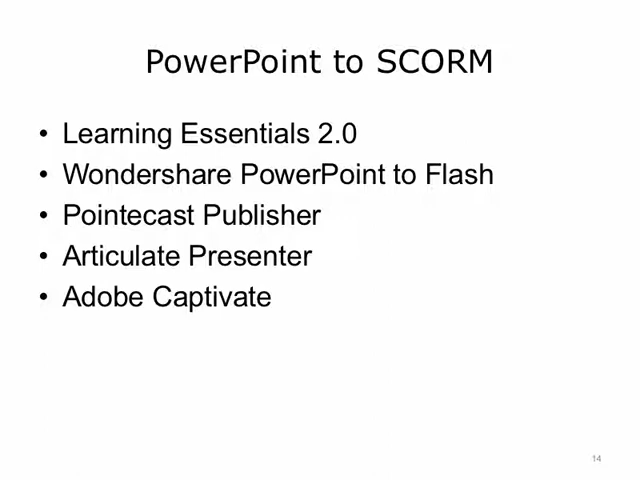 PowerPoint to SCORM
• Learning Essentials 2.0
• Wondershare PowerPoint to Flash
• Pointecast Publisher
• Articulate Presenter
• Adobe Captivate
14